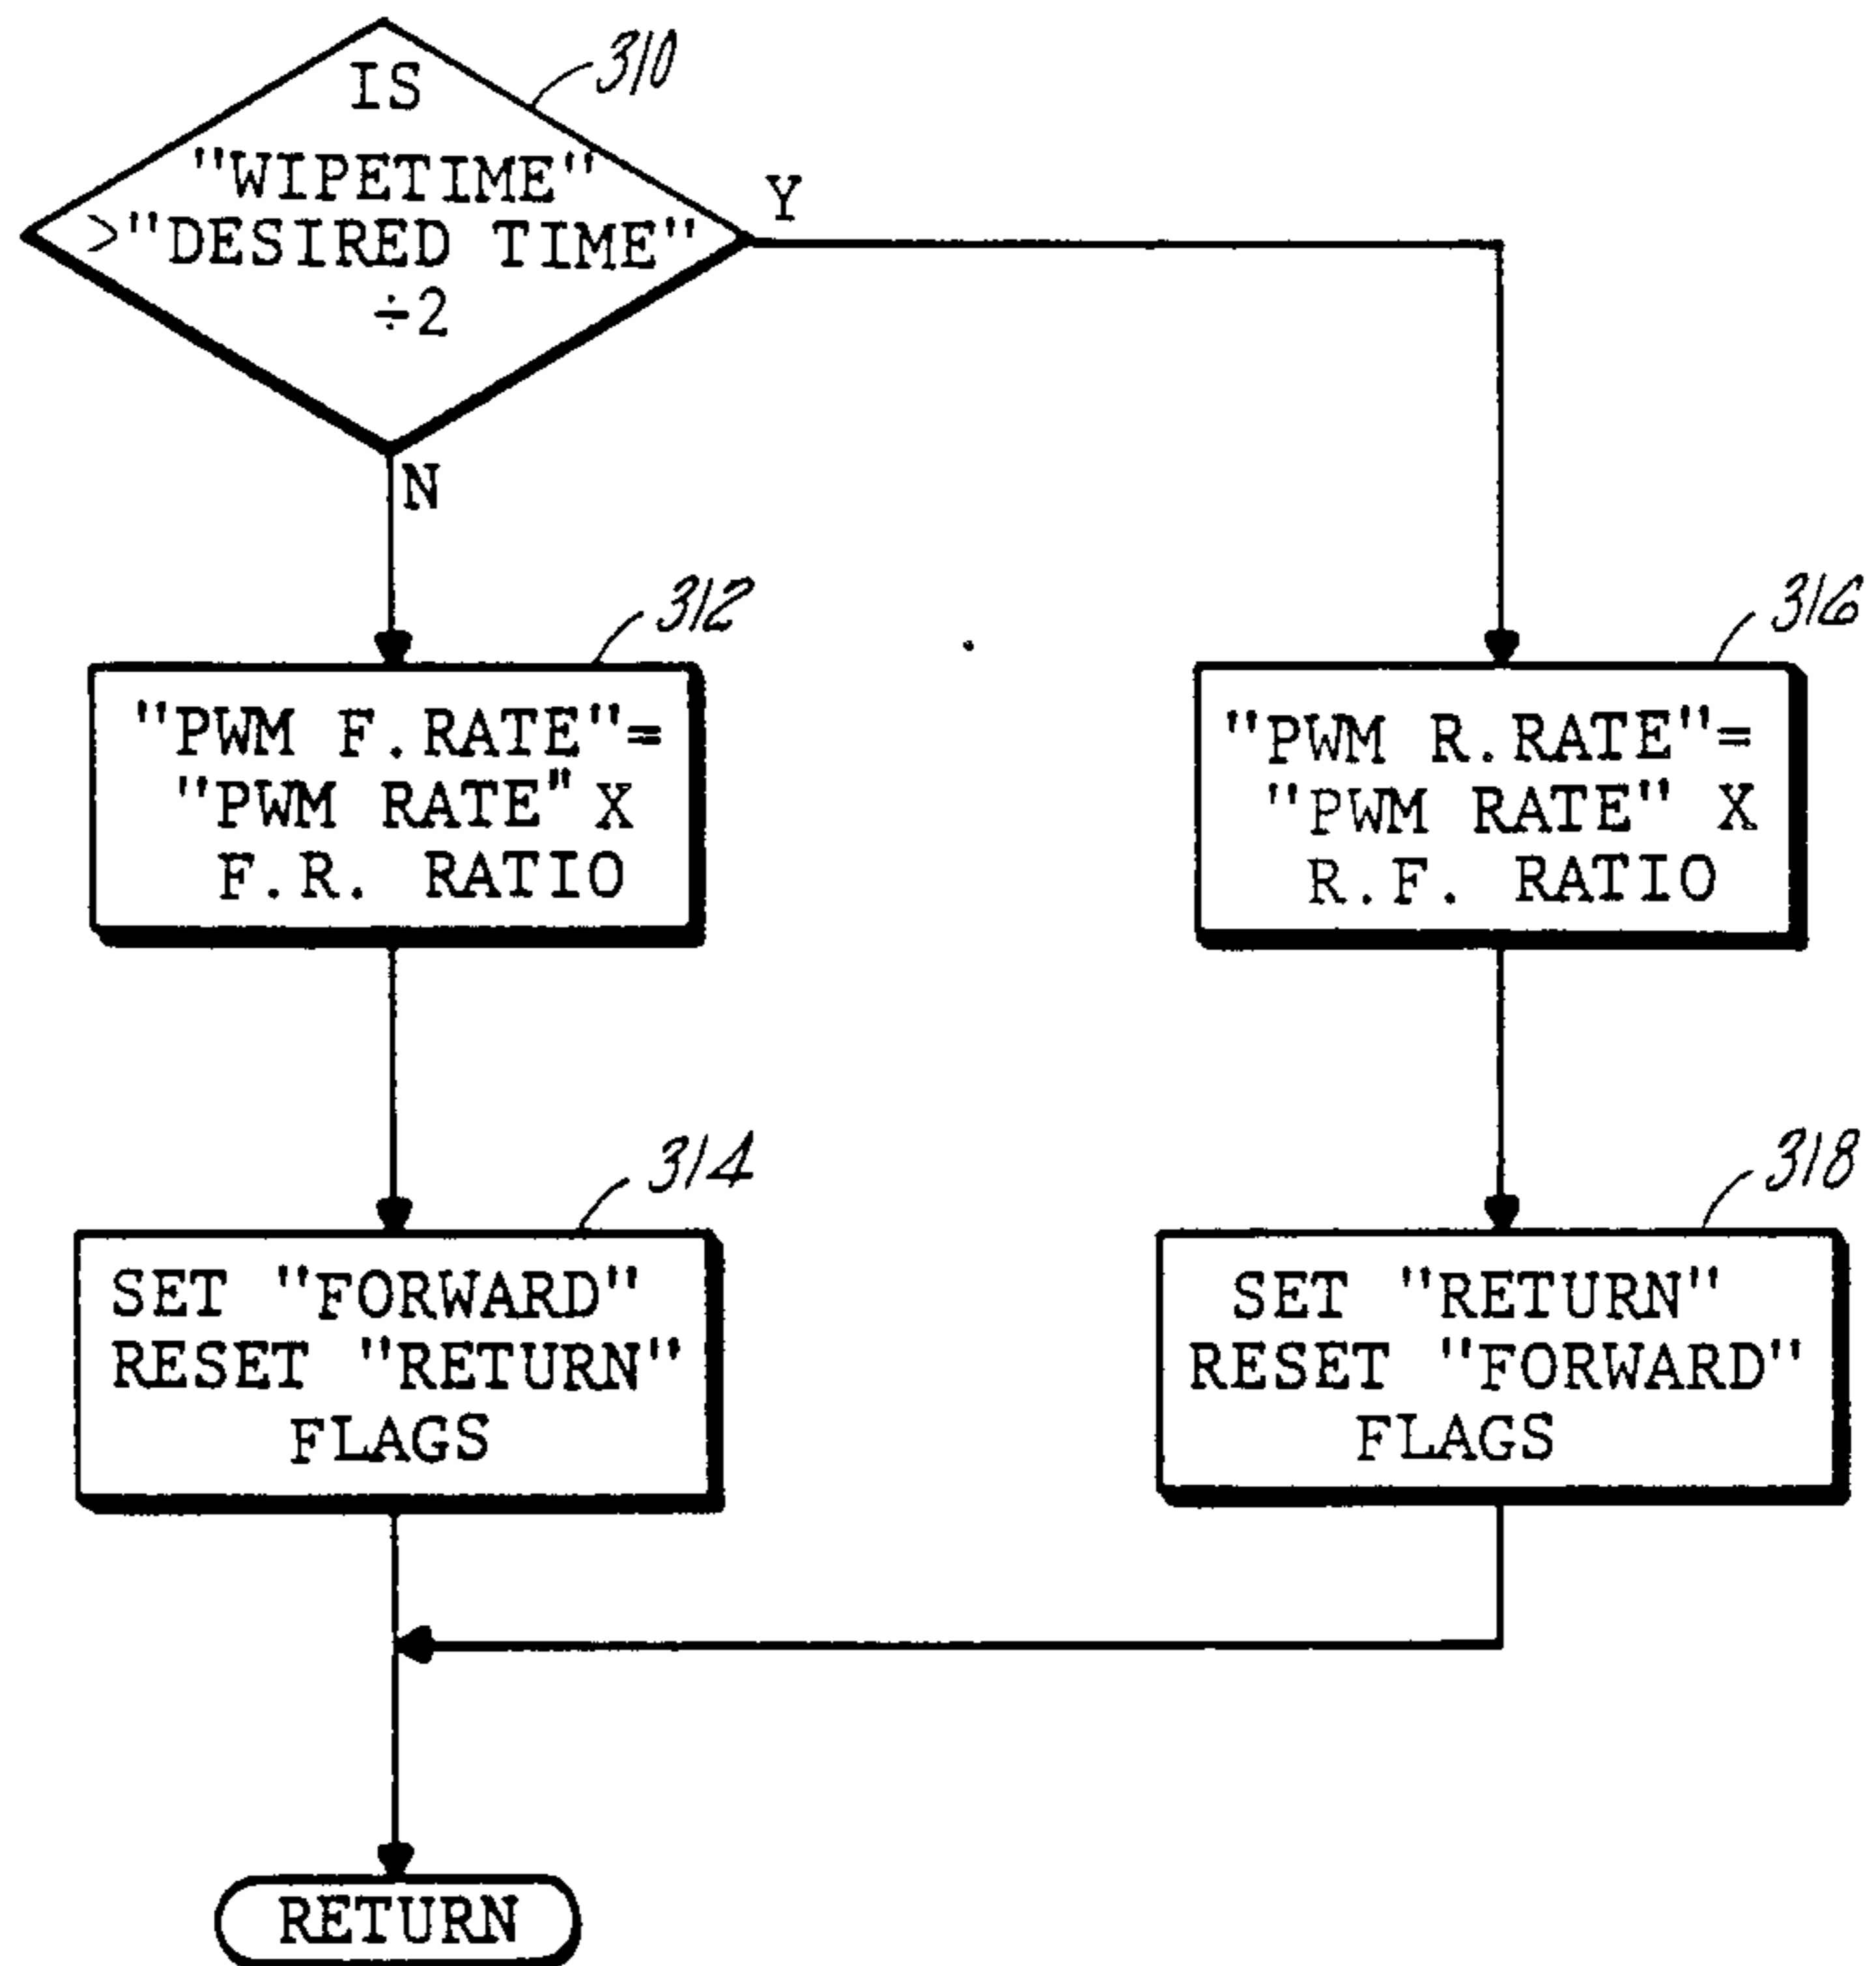 IS
"WIPETIME"
>"DESIRED TIME"
÷2
310
Y
N
312
"PWM F.RATE"=
"PWM RATE" X
F.R. RATIO
316
"PWM R.RATE"=
"PWM RATE" X
R.F. RATIO
314
SET "FORWARD"
RESET "RETURN"
FLAGS
318
SET "RETURN"
RESET "FORWARD"
FLAGS
RETURN